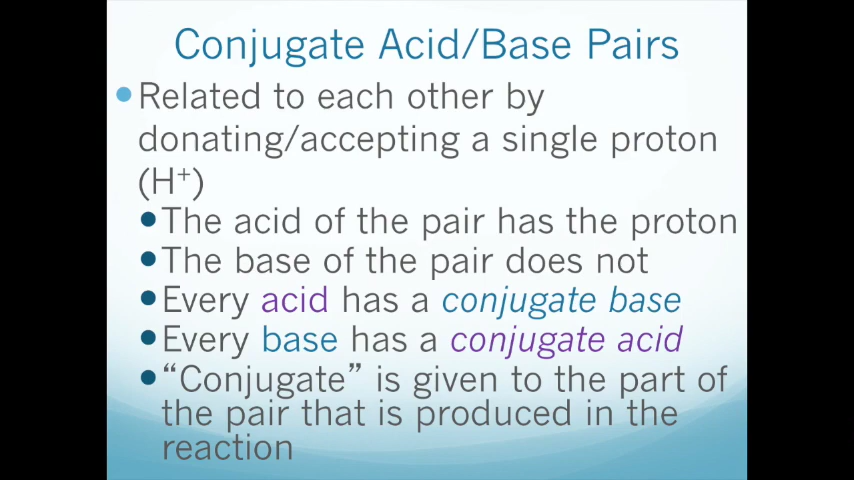 Conjugate Acid/Base Pairs
•Related to each other by
donating/accepting a single proton
(H⁺)
•The acid of the pair has the proton
•The base of the pair does not
•Every acid has a conjugate base
•Every base has a conjugate acid
•“Conjugate” is given to the part of
the pair that is produced in the
reaction